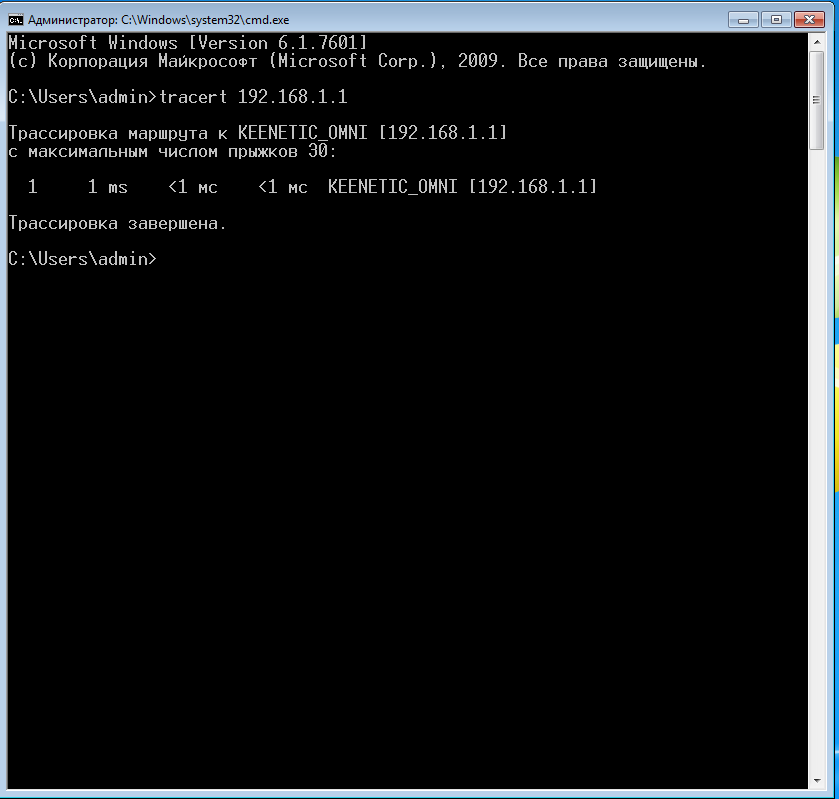 Администратор: C:\Windows\system32\cmd.exe
Microsoft Windows [Version 6.1.7601]
(c) Корпорация Майкрософт (Microsoft Corp.), 2009. Все права защищены.
C:\Users\admin>tracert 192.168.1.1
Трассировка маршрута к KEENETIC_OMNI [192.168.1.1]
с максимальным числом прыжков 30:
1 1 ms <1 мс <1 мс KEENETIC_OMNI [192.168.1.1]
Трассировка завершена.
C:\Users\admin>